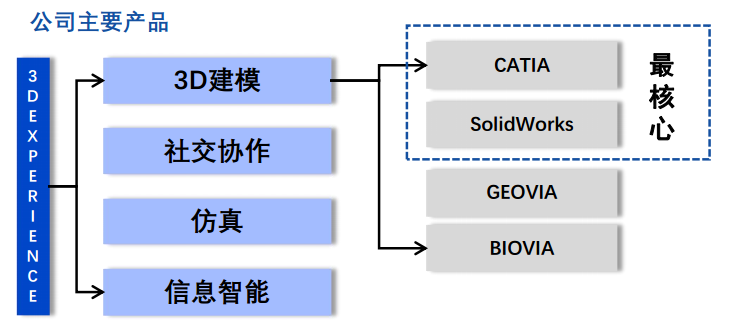 公司主要产品
3DEXPERIENCE
3D建模
社交协作
仿真
信息智能
CATIA
SolidWorks
GEOVIA
BIOVIA
最核心